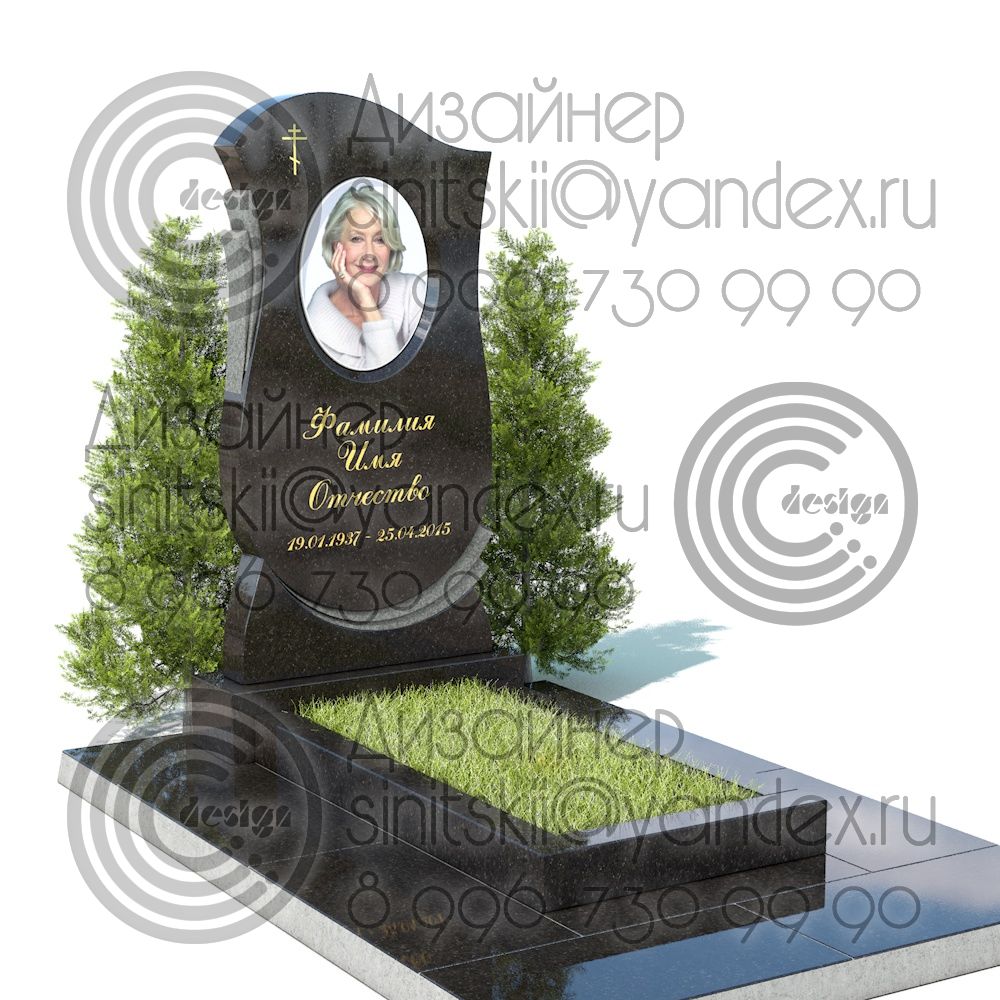 Дизайнер
sinitskii@yandex.ru
8 996 730 99 90
design
Фамилия
Имя
Отчество
19.01.1937 - 25.04.2015
Дизайнер
sinitskii@yandex.ru
8 996 730 99 90
design
Дизайнер
sinitskii@yandex.ru
8 996 730 99 90
design